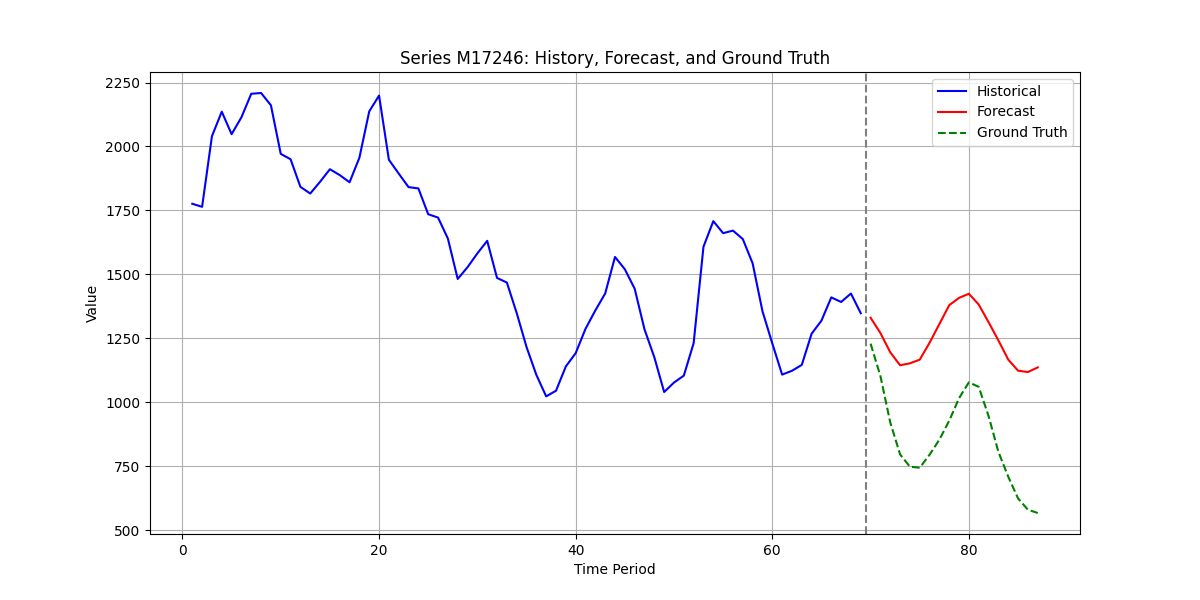 Series M17246: History, Forecast, and Ground Truth
Historical
Forecast
Ground Truth
Value
2250
2000
1750
1500
1250
1000
750
500
0 20 40 60 80
Time Period